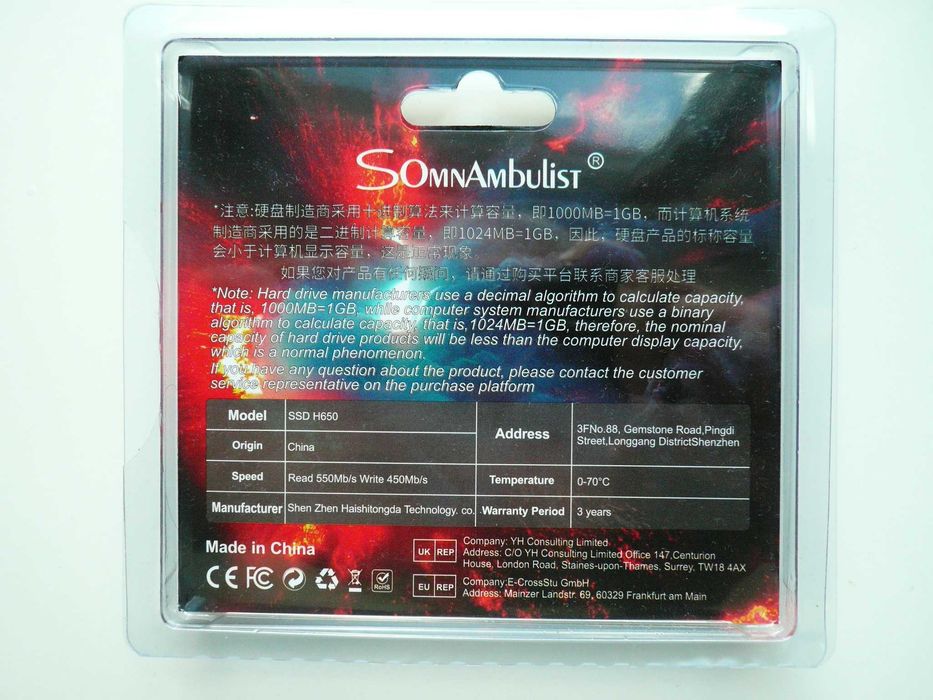 SOmnAmbulist®
*注意:硬盘制造商采用十进制算法来计算容量，即1000MB=1GB，而计算机系统
制造商采用的是二进制计算容量，即1024MB=1GB，因此，硬盘产品的标称容量
会小于计算机显示容量，这是正常现象。
如果您对产品有任何疑问，请通过购买平台联系商家客服处理
*Note: Hard drive manufacturers use a decimal algorithm to calculate capacity,
that is, 1000MB=1GB, while computer system manufacturers use a binary
algorithm to calculate capacity, that is,1024MB=1GB, therefore, the nominal
capacity of hard drive products will be less than the computer display capacity,
which is a normal phenomenon.
If you have any question about the product, please contact the customer
service representative on the purchase platform
Model SSD H650
Origin China
Speed Read 550Mb/s Write 450Mb/s
Manufacturer Shen Zhen Haishitongda Technology. co.
Address 3FNo.88, Gemstone Road,Pingdi
Street,Longgang DistrictShenzhen
Temperature 0-70°C
Warranty Period 3 years
Made in China
CE FC RoHS
UK REP Company: YH Consulting Limited
Address: C/O YH Consulting Limited Office 147,Centurion
House, London Road, Staines-upon-Thames, Surrey, TW18 4AX
EU REP Company:E-CrossStu GmbH
Address: Mainzer Landstr. 69, 60329 Frankfurt am Main